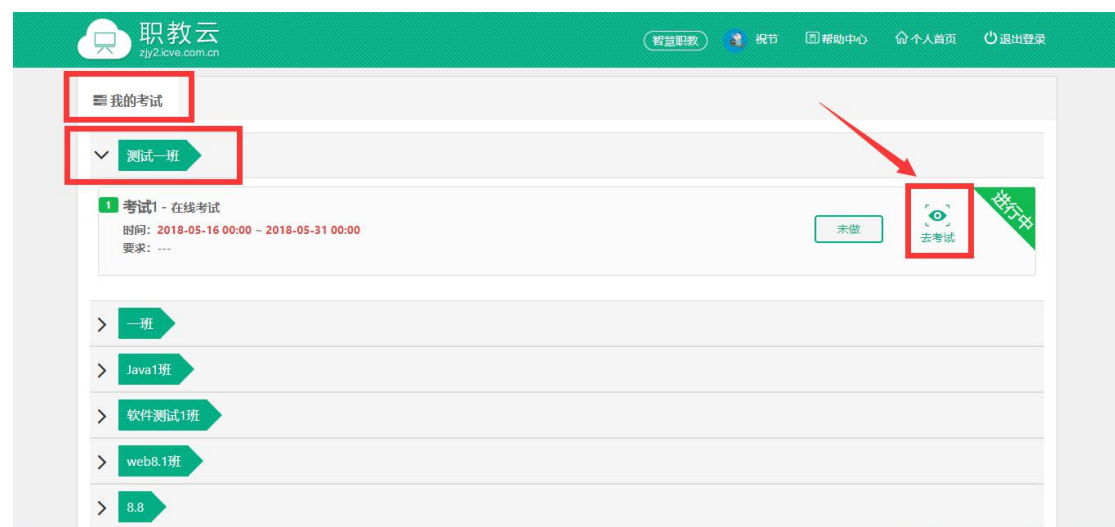 职教云
zjy2.icve.com.cn
智慧职教 祝节 帮助中心 个人首页 退出登录
我的考试
测试一班
1 考试1 - 在线考试
时间：2018-05-16 00:00 ~ 2018-05-31 00:00
要求：---
未做
去考试
进行中
一班
Java1班
软件测试1班
web8.1班
8.8